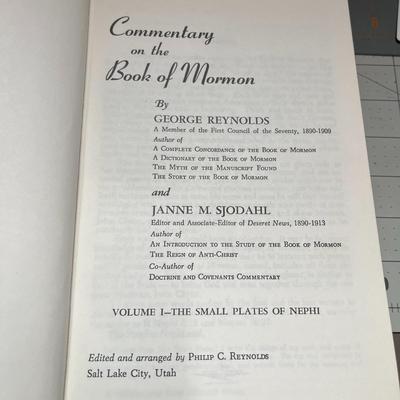 Commentary
on the
Book of Mormon
By
GEORGE REYNOLDS
A Member of the First Council of the Seventy, 1890-1909
Author of
A COMPLETE CONCORDANCE OF THE BOOK OF MORMON
A DICTIONARY OF THE BOOK OF MORMON
THE MYTH OF THE MANUSCRIPT FOUND
THE STORY OF THE BOOK OF MORMON
and
JANNE M. SJODAHL
Editor and Associate-Editor of Deseret News, 1890-1913
Author of
AN INTRODUCTION TO THE STUDY OF THE BOOK OF MORMON
THE REIGN OF ANTI-CHRIST
Co-Author of
DOCTRINE AND COVENANTS COMMENTARY
VOLUME I—THE SMALL PLATES OF NEPHI
Edited and arranged by PHILIP C. REYNOLDS
Salt Lake City, Utah